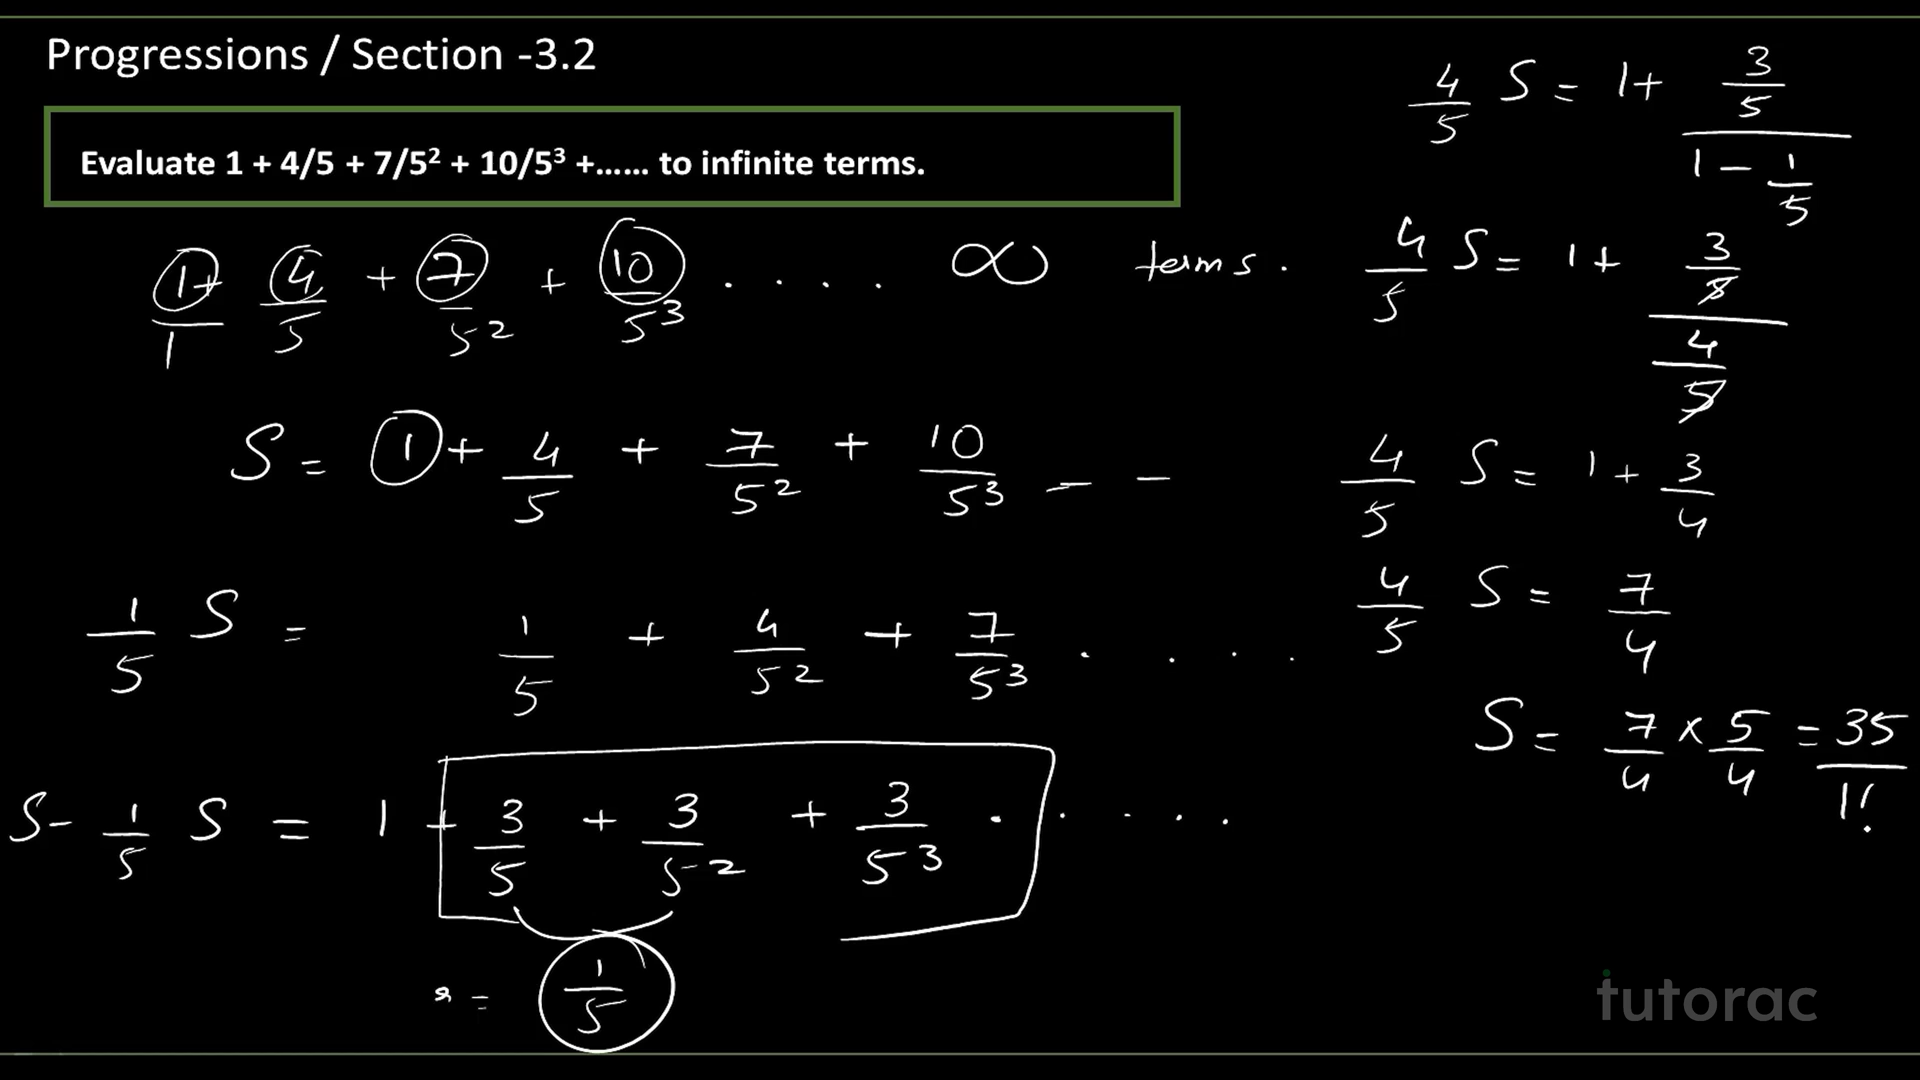 Progressions / Section -3.2
Evaluate 1 + 4/5 + 7/5² + 10/5³ +...... to infinite terms.
1/1 + 4/5 + 7/5² + 10/5³ . . . . ∞ terms.
S = 1 + 4/5 + 7/5² + 10/5³ - -
1/5 S = 1/5 + 4/5² + 7/5³ . . . .
S - 1/5 S = 1 + 3/5 + 3/5² + 3/5³ . . . . .
r = 1/5
4/5 S = 1 + (3/5)/(1 - 1/5)
4/5 S = 1 + (3/5)/(4/5)
4/5 S = 1 + 3/4
4/5 S = 7/4
S = 7/4 × 5/4 = 35/
tutorac